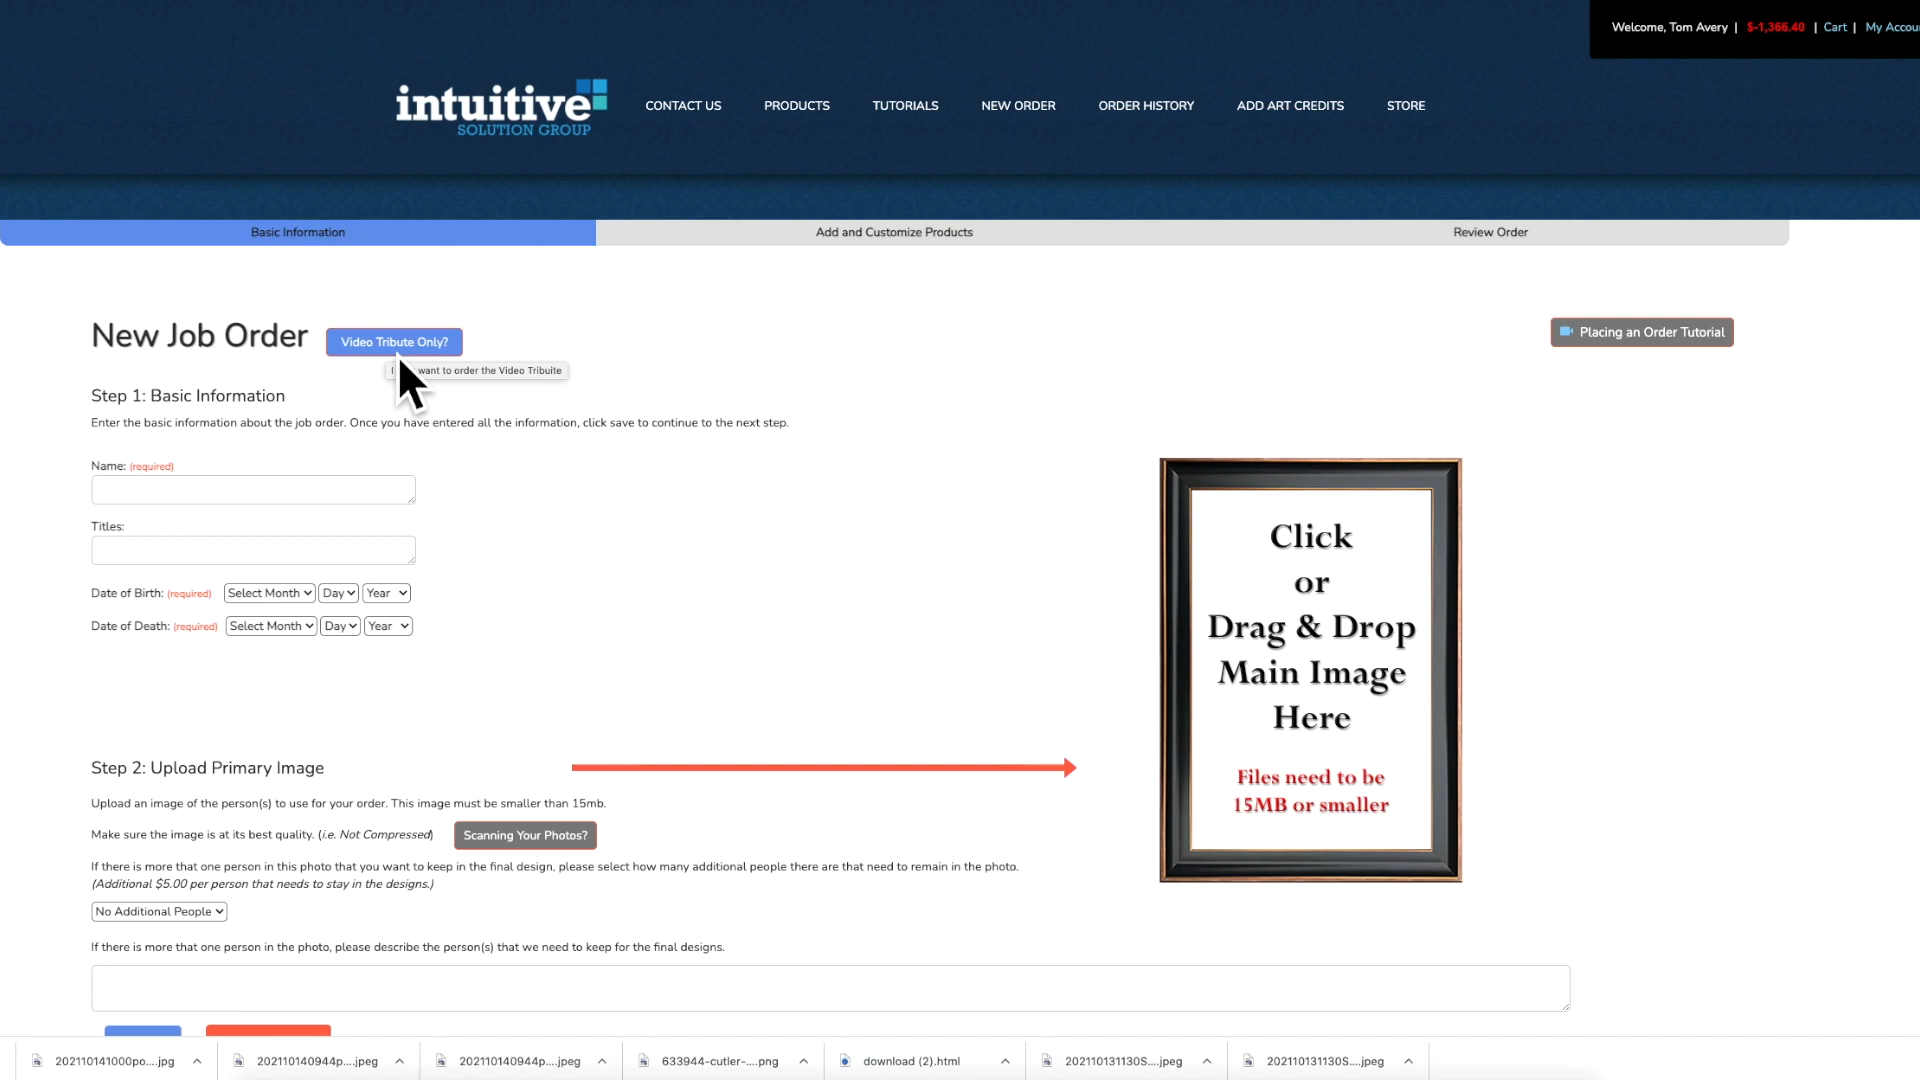 Welcome, Tom Avery | $-1,366.40 | Cart | My Accou
intuitive
SOLUTION GROUP
CONTACT US PRODUCTS TUTORIALS NEW ORDER ORDER HISTORY ADD ART CREDITS STORE
Basic Information Add and Customize Products Review Order
New Job Order Video Tribute Only? Placing an Order Tutorial
want to order the Video Tribuite
Step 1: Basic Information
Enter the basic information about the job order. Once you have entered all the information, click save to continue to the next step.
Name: (required)
Titles:
Date of Birth: (required) Select Month Day Year
Date of Death: (required) Select Month Day Year
Click
or
Drag & Drop
Main Image
Here
Files need to be
15MB or smaller
Step 2: Upload Primary Image
Upload an image of the person(s) to use for your order. This image must be smaller than 15mb.
Make sure the image is at its best quality. (i.e. Not Compressed) Scanning Your Photos?
If there is more that one person in this photo that you want to keep in the final design, please select how many additional people there are that need to remain in the photo.
(Additional $5.00 per person that needs to stay in the designs.)
No Additional People
If there is more that one person in the photo, please describe the person(s) that we need to keep for the final designs.
202110141000po....jpg 202110140944p....jpeg 202110140944p....jpeg 633944-cutler-....png download (2).html 202110131130S....jpeg 202110131130S....jpeg